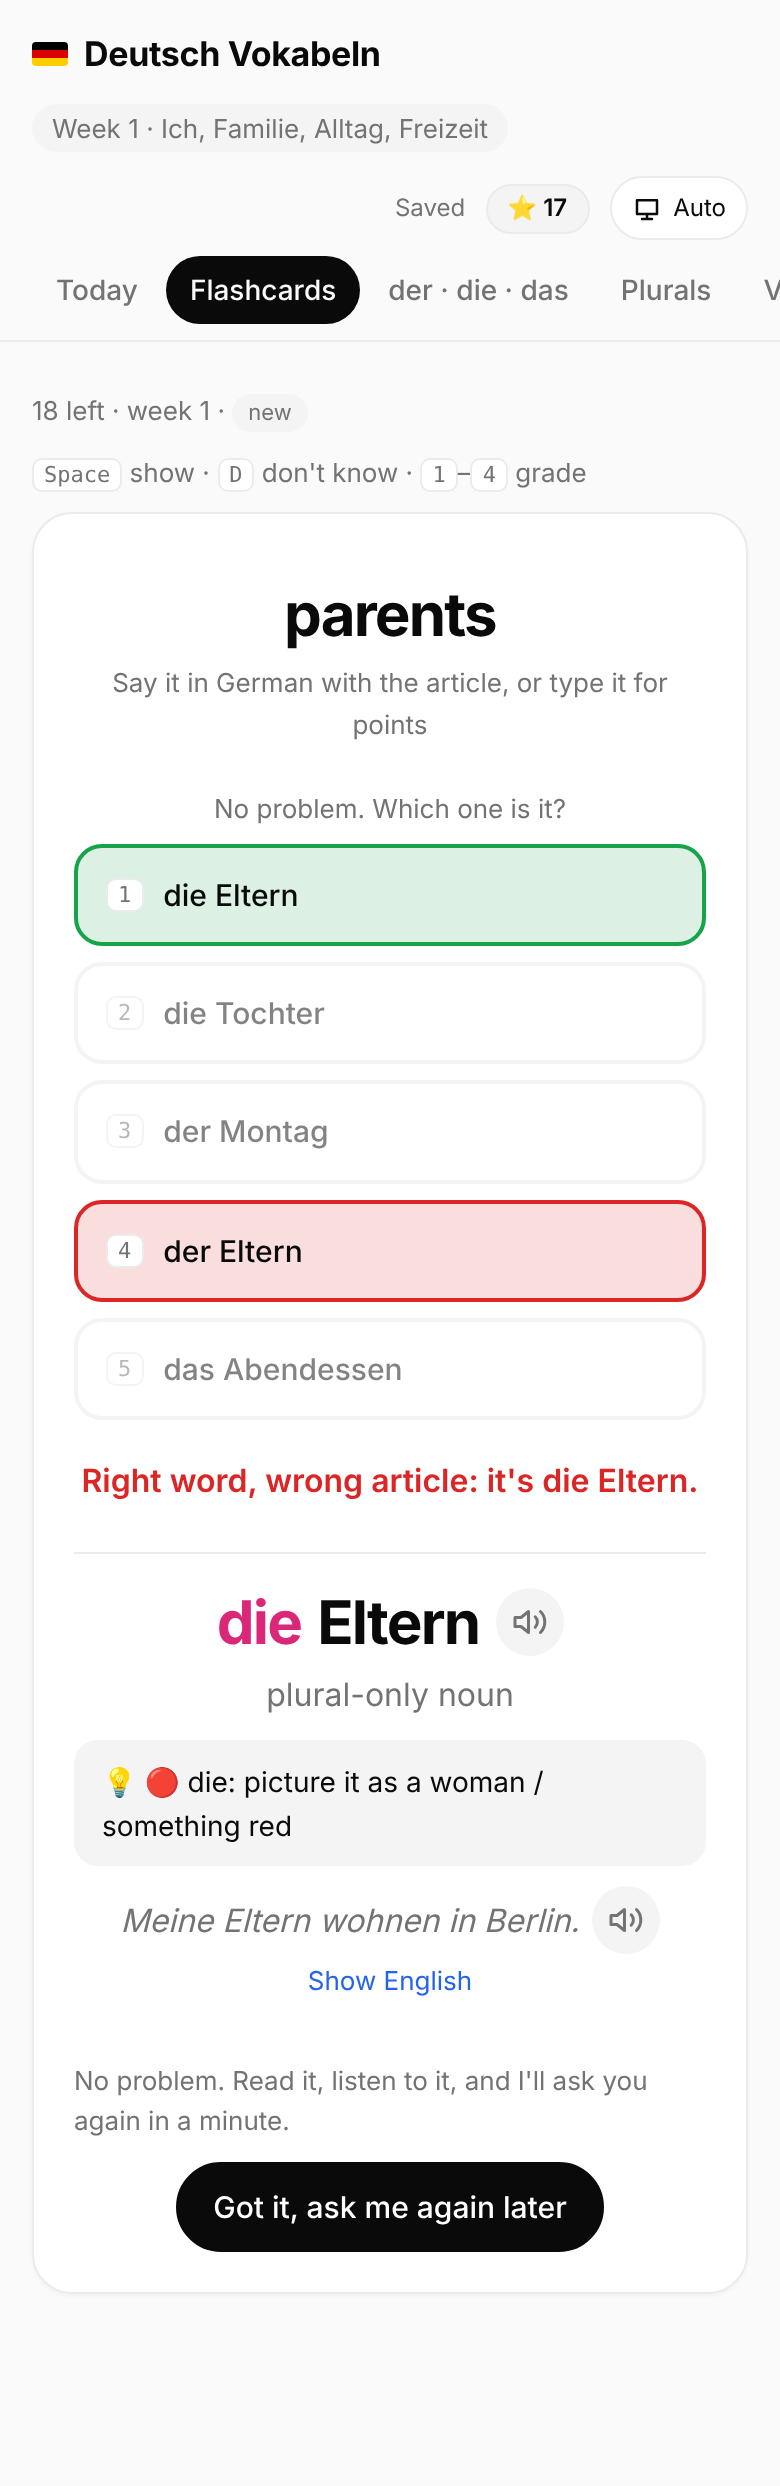 Deutsch Vokabeln
Week 1 · Ich, Familie, Alltag, Freizeit
Saved ⭐ 17 Auto
Today Flashcards der · die · das Plurals V
18 left · week 1 · new
Space show · D don't know · 1–4 grade
parents
Say it in German with the article, or type it for
points
No problem. Which one is it?
1 die Eltern
2 die Tochter
3 der Montag
4 der Eltern
5 das Abendessen
Right word, wrong article: it's die Eltern.
die Eltern
plural-only noun
💡 🔴 die: picture it as a woman /
something red
Meine Eltern wohnen in Berlin.
Show English
No problem. Read it, listen to it, and I'll ask you
again in a minute.
Got it, ask me again later